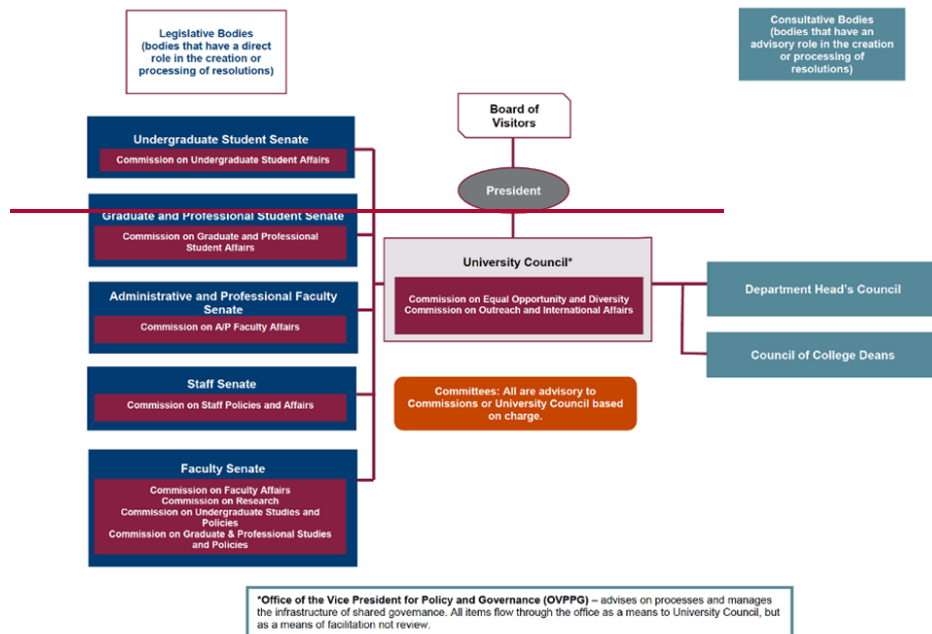 Legislative Bodies
(bodies that have a direct
role in the creation or
processing of resolutions)
Consultative Bodies
(bodies that have an
advisory role in the creation
or processing of
resolutions)
Board of
Visitors
President
Undergraduate Student Senate
Commission on Undergraduate Student Affairs
Graduate and Professional Student Senate
Commission on Graduate and Professional
Student Affairs
Administrative and Professional Faculty
Senate
Commission on A/P Faculty Affairs
Staff Senate
Commission on Staff Policies and Affairs
Faculty Senate
Commission on Faculty Affairs
Commission on Research
Commission on Undergraduate Studies and
Policies
Commission on Graduate & Professional Studies
and Policies
University Council*
Commission on Equal Opportunity and Diversity
Commission on Outreach and International Affairs
Committees: All are advisory to
Commissions or University Council based
on charge.
Department Head's Council
Council of College Deans
*Office of the Vice President for Policy and Governance (OVPPG) – advises on processes and manages
the infrastructure of shared governance. All items flow through the office as a means to University Council, but
as a means of facilitation not review.